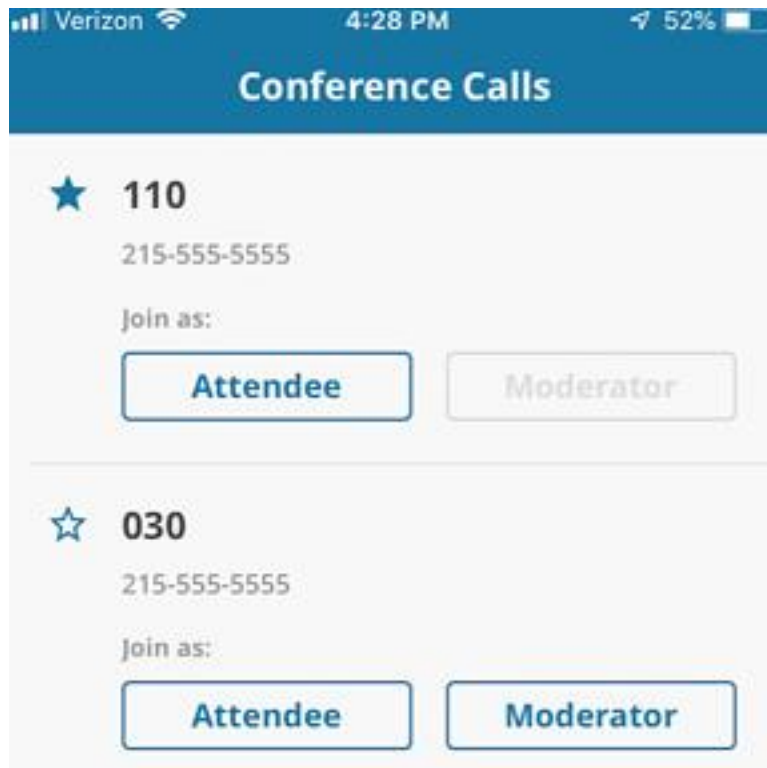 Verizon 4:28 PM 52%
Conference Calls
110
215-555-5555
Join as:
Attendee Moderator
030
215-555-5555
Join as:
Attendee Moderator